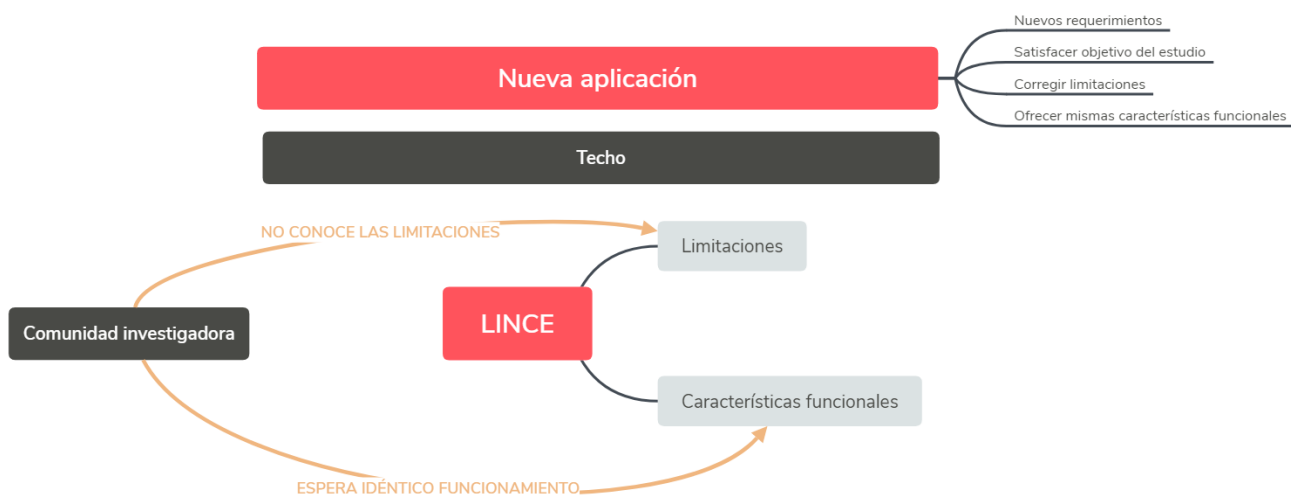 Nuevos requerimientos
Nueva aplicación
Satisfacer objetivo del estudio
Corregir limitaciones
Ofrecer mismas características funcionales
Techo
NO CONOCE LAS LIMITACIONES
Limitaciones
LINCE
Comunidad investigadora
Características funcionales
ESPERA IDÉNTICO FUNCIONAMIENTO